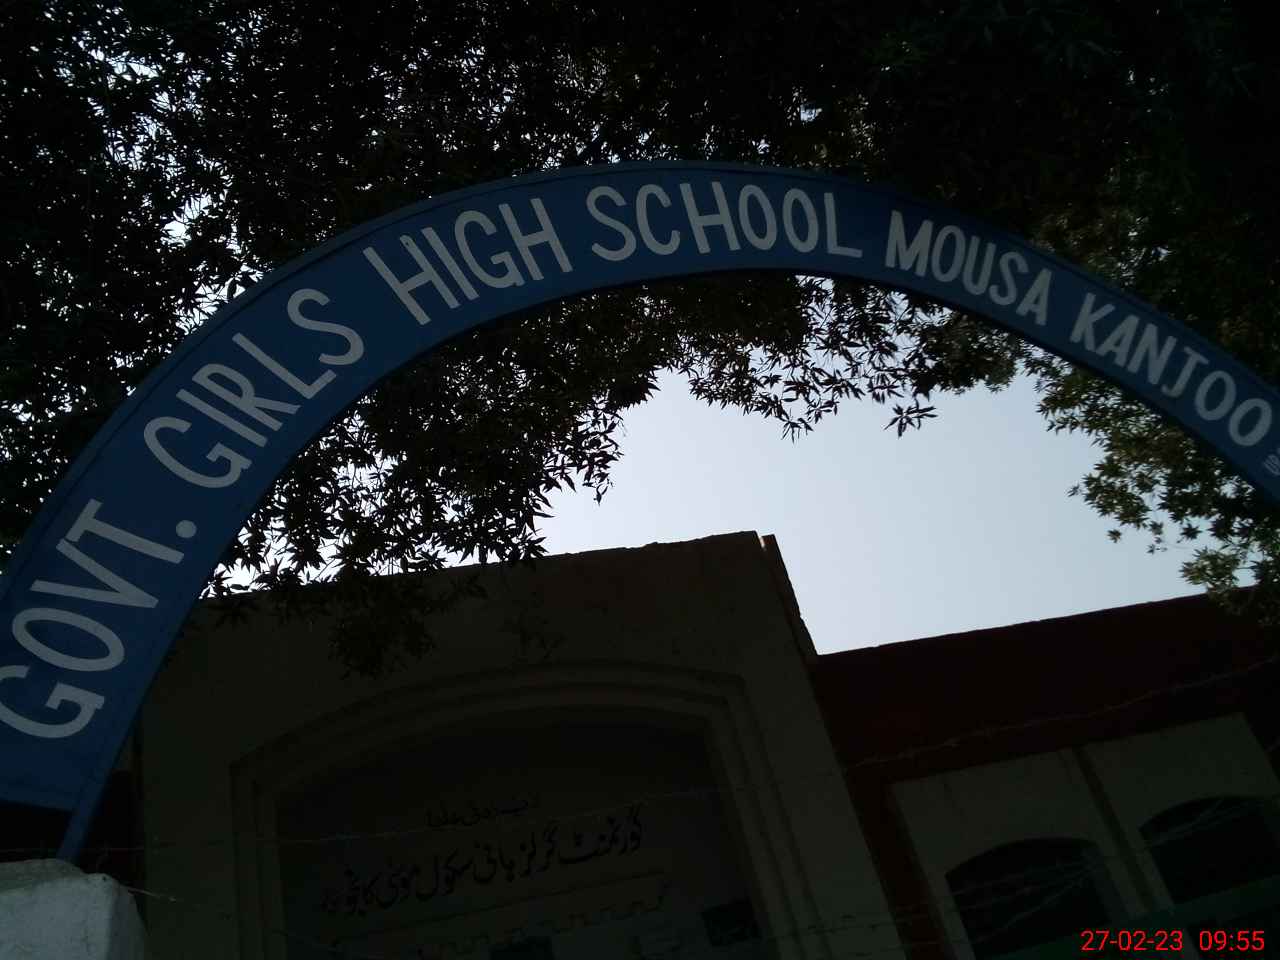 GOVT. GIRLS HIGH SCHOOL MOUSA KANJOO
گورنمنٹ گرلز ہائی سکول موسیٰ کانجو
27-02-23 09:55